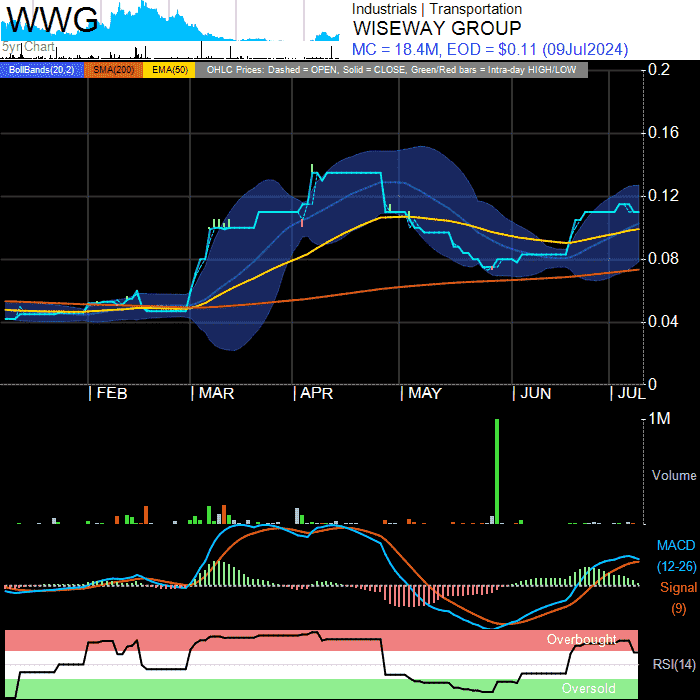 WWG
5yr Chart
Industrials | Transportation
WISEWAY GROUP
MC = 18.4M, EOD = $0.11 (09Jul2024)
BollBands(20,2) SMA(200) EMA(50) OHLC Prices: Dashed = OPEN, Solid = CLOSE, Green/Red bars = Intra-day HIGH/LOW
0.2
0.16
0.12
0.08
0.04
0
| FEB | MAR | APR | MAY | JUN | JUL
1M
Volume
MACD
(12-26)
Signal
(9)
Overbought
RSI(14)
Oversold